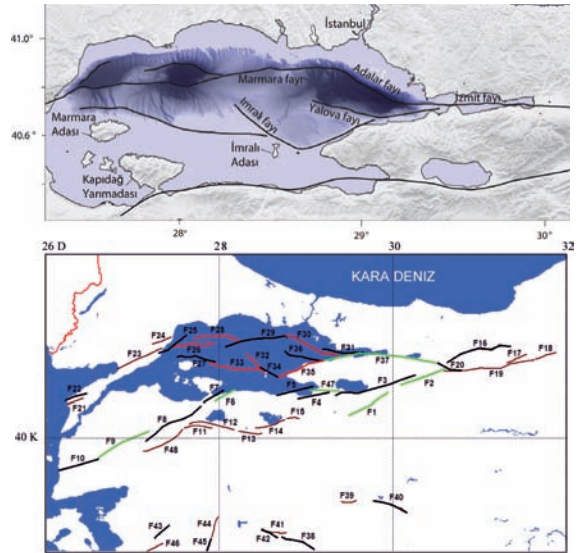 İstanbul
41.0°
Adalar fayı
Marmara fayı
İzmit fayı
Yalova fayı
Imralı fayı
Marmara
Adası
40.6°
İmralı
Adası
Kapıdağ
Yarımadası
28°
29°
30°
26 D
28
30
32
KARA DENIZ
F25
F28
F24
F29
F30
F26
F36
F31
F16
F23
F27
F33
F32
F37
F17
F18
F34
F35
F20
F19
F22
F21
F7
F6
F5
F47
F4
F3
F2
F8
F1
F15
F12
F11
F13
F14
40 K
F9
F48
F10
F39
F40
F43
F44
F41
F42
F38
F46
F45